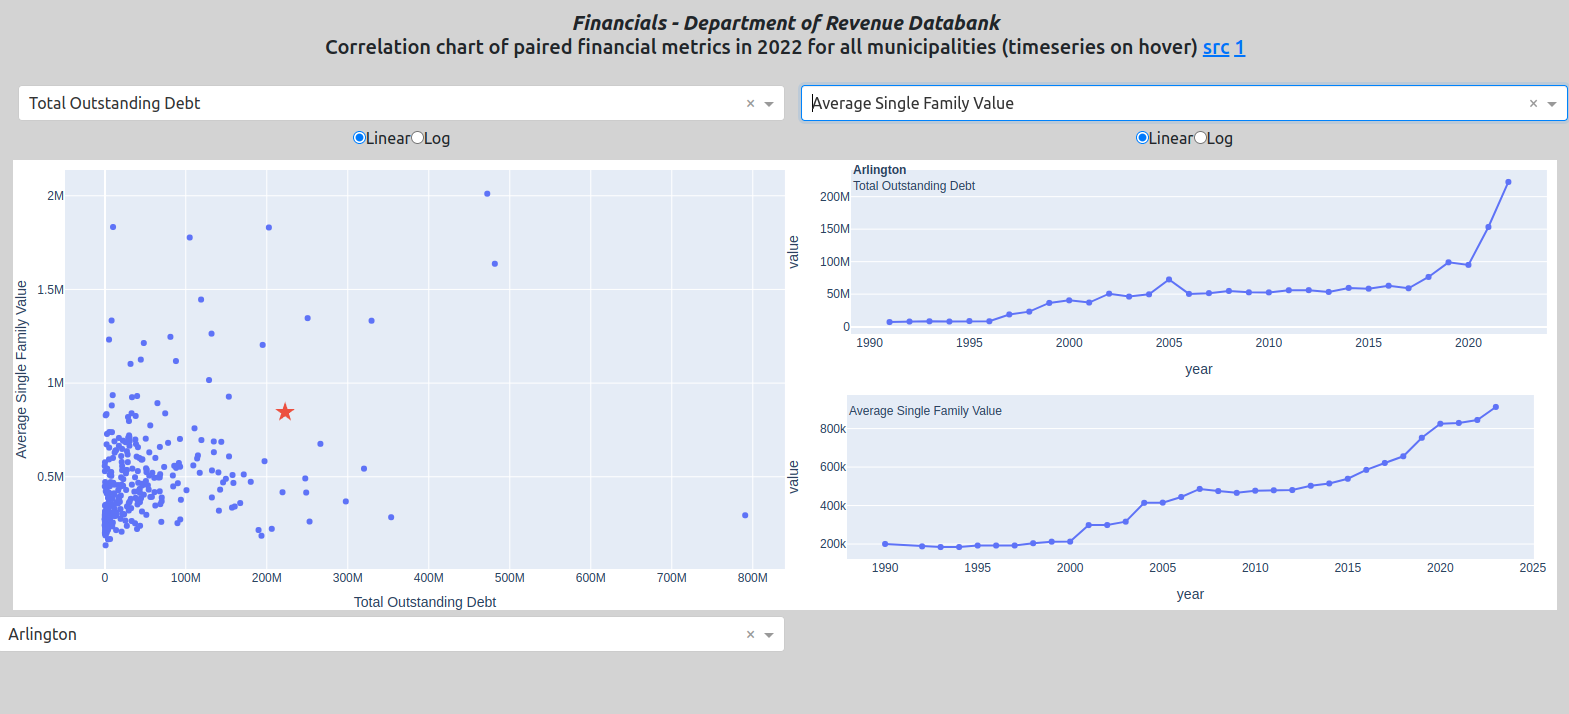 Financials - Department of Revenue Databank
Correlation chart of paired financial metrics in 2022 for all municipalities (timeseries on hover) src 1
Total Outstanding Debt ×
Average Single Family Value ×
Linear Log
Linear Log
2M
1.5M
1M
0.5M
Average Single Family Value
0 100M 200M 300M 400M 500M 600M 700M 800M
Total Outstanding Debt
Arlington
Total Outstanding Debt
200M
150M
100M
50M
0
value
1990 1995 2000 2005 2010 2015 2020
year
Average Single Family Value
800k
600k
400k
200k
value
1990 1995 2000 2005 2010 2015 2020 2025
year
Arlington ×